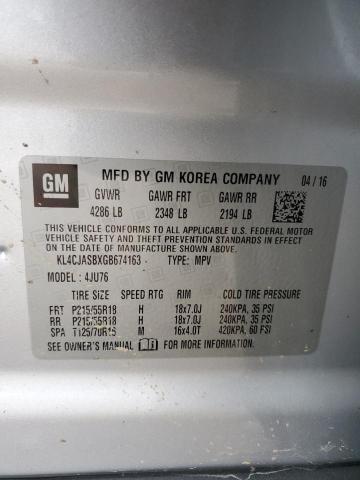 GM
MFD BY GM KOREA COMPANY 04 / 16
GVWR GAWR FRT GAWR RR
4286 LB 2348 LB 2194 LB
THIS VEHICLE CONFORMS TO ALL APPLICABLE U.S. FEDERAL MOTOR
VEHICLE SAFETY AND THEFT PREVENTION STANDARDS IN
EFFECT ON THE DATE OF MANUFACTURE SHOWN ABOVE.
KL4CJASBXGB674163 TYPE: MPV
MODEL : 4JU76
TIRE SIZE SPEED RTG RIM COLD TIRE PRESSURE
FRT P215/55R18 H 18x7.0J 240KPA, 35 PSI
RR P215/55R18 H 18x7.0J 240KPA, 35 PSI
SPA T125/70R16 M 16x4.0T 420KPA, 60 PSI
SEE OWNER'S MANUAL FOR MORE INFORMATION